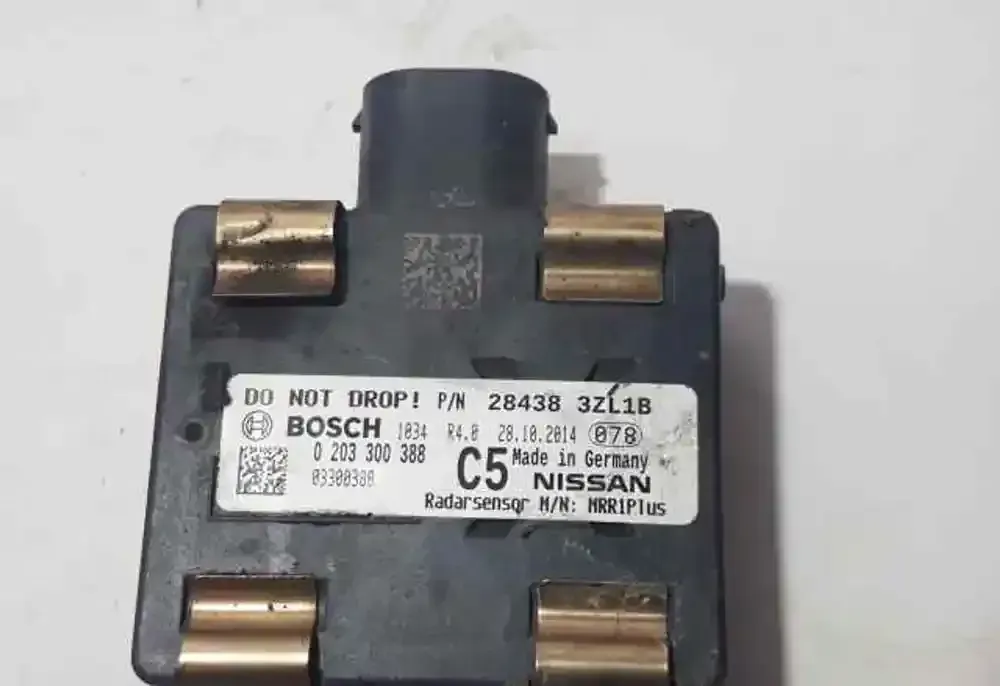 DO NOT DROP! P/N 28438 3ZL1B
BOSCH 1034 R4.0 28.10.2014 078
0 203 300 388 C5 Made in Germany
03300388 NISSAN
Radarsensor M/N: MRR1Plus